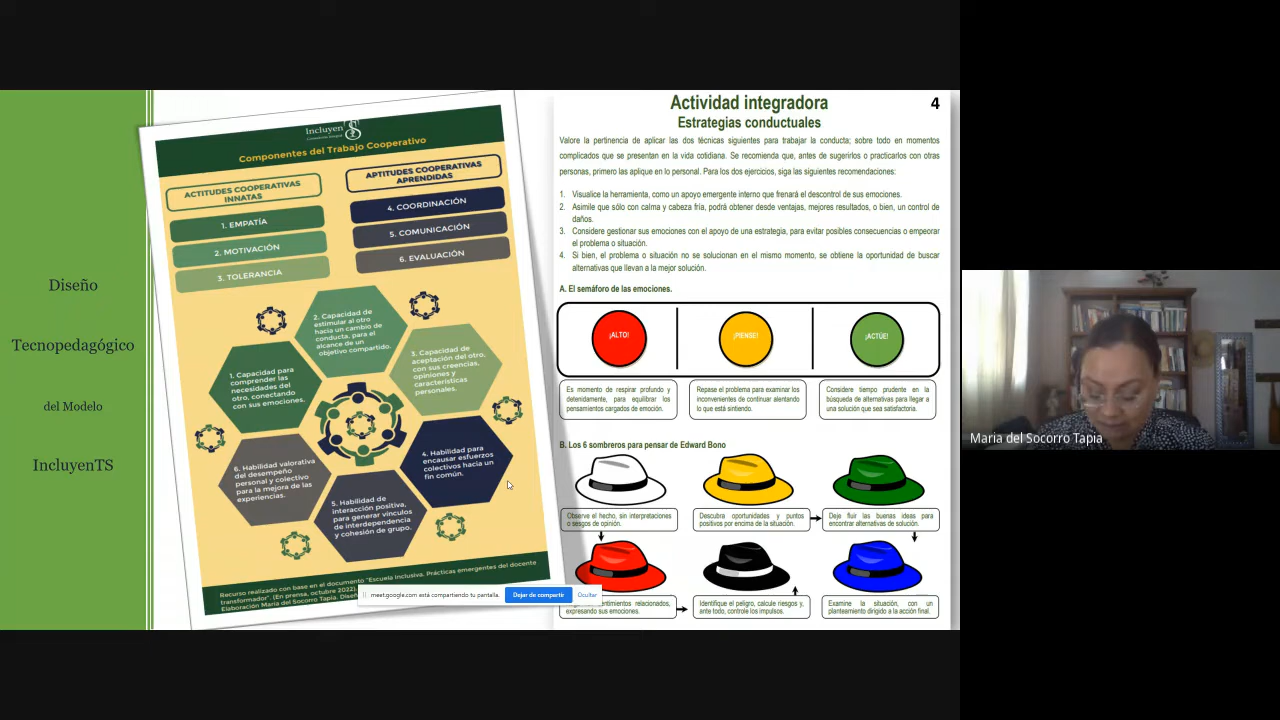 Diseño
Tecnopedagógico
del Modelo
IncluyenTS
Incluyen
Componentes del Trabajo Cooperativo
ACTITUDES COOPERATIVAS
INNATAS
1. EMPATÍA
2. MOTIVACIÓN
3. TOLERANCIA
APTITUDES COOPERATIVAS
APRENDIDAS
4. COORDINACIÓN
5. COMUNICACIÓN
6. EVALUACIÓN
2. Capacidad de
estimular al otro
hacia un cambio de
conducta, para el
alcance de un
objetivo compartido.
1. Capacidad para
comprender las
necesidades del
otro, conectando
con sus emociones.
3. Capacidad de
aceptación del otro,
con sus creencias,
opiniones y
características
personales.
6. Habilidad valorativa
del desempeño
personal y colectivo
para la mejora de las
experiencias.
4. Habilidad para
encausar esfuerzos
colectivos hacia un
fin común.
5. Habilidad de
interacción positiva,
para generar vínculos
de interdependencia
y cohesión de grupo.
Recurso realizado con base en el documento "Escuela Inclusiva. Prácticas emergentes del docente
transformador". (En prensa, octubre 2022).
Elaboración María del Socorro Tapia. Diseñ
meet.google.com está compartiendo tu pantalla.
Dejar de compartir
Ocultar
Actividad integradora
4
Estrategias conductuales
Valore la pertinencia de aplicar las dos técnicas siguientes para trabajar la conducta; sobre todo en momentos
complicados que se presentan en la vida cotidiana. Se recomienda que, antes de sugerirlos o practicarlos con otras
personas, primero las aplique en lo personal. Para los dos ejercicios, siga las siguientes recomendaciones:
1. Visualice la herramienta, como un apoyo emergente interno que frenará el descontrol de sus emociones.
2. Asimile que sólo con calma y cabeza fría, podrá obtener desde ventajas, mejores resultados, o bien, un control de
daños.
3. Considere gestionar sus emociones con el apoyo de una estrategia, para evitar posibles consecuencias o empeorar
el problema o situación.
4. Si bien, el problema o situación no se solucionan en el mismo momento, se obtiene la oportunidad de buscar
alternativas que llevan a la mejor solución.
A. El semáforo de las emociones.
¡ALTO!
¡PIENSE!
¡ACTÚE!
Es momento de respirar profundo y
detenidamente, para equilibrar los
pensamientos cargados de emoción.
Repase el problema para examinar los
inconvenientes de continuar alentando
lo que está sintiendo.
Considere tiempo prudente en la
búsqueda de alternativas para llegar a
una solución que sea satisfactoria.
B. Los 6 sombreros para pensar de Edward Bono
Observe el hecho, sin interpretaciones
o sesgos de opinión.
Descubra oportunidades y puntos
positivos por encima de la situación.
Deje fluir las buenas ideas para
encontrar alternativas de solución.
sentimientos relacionados,
expresando sus emociones.
Identifique el peligro, calcule riesgos y,
ante todo, controle los impulsos.
Examine la situación, con un
planteamiento dirigido a la acción final.
Maria del Socorro Tapia